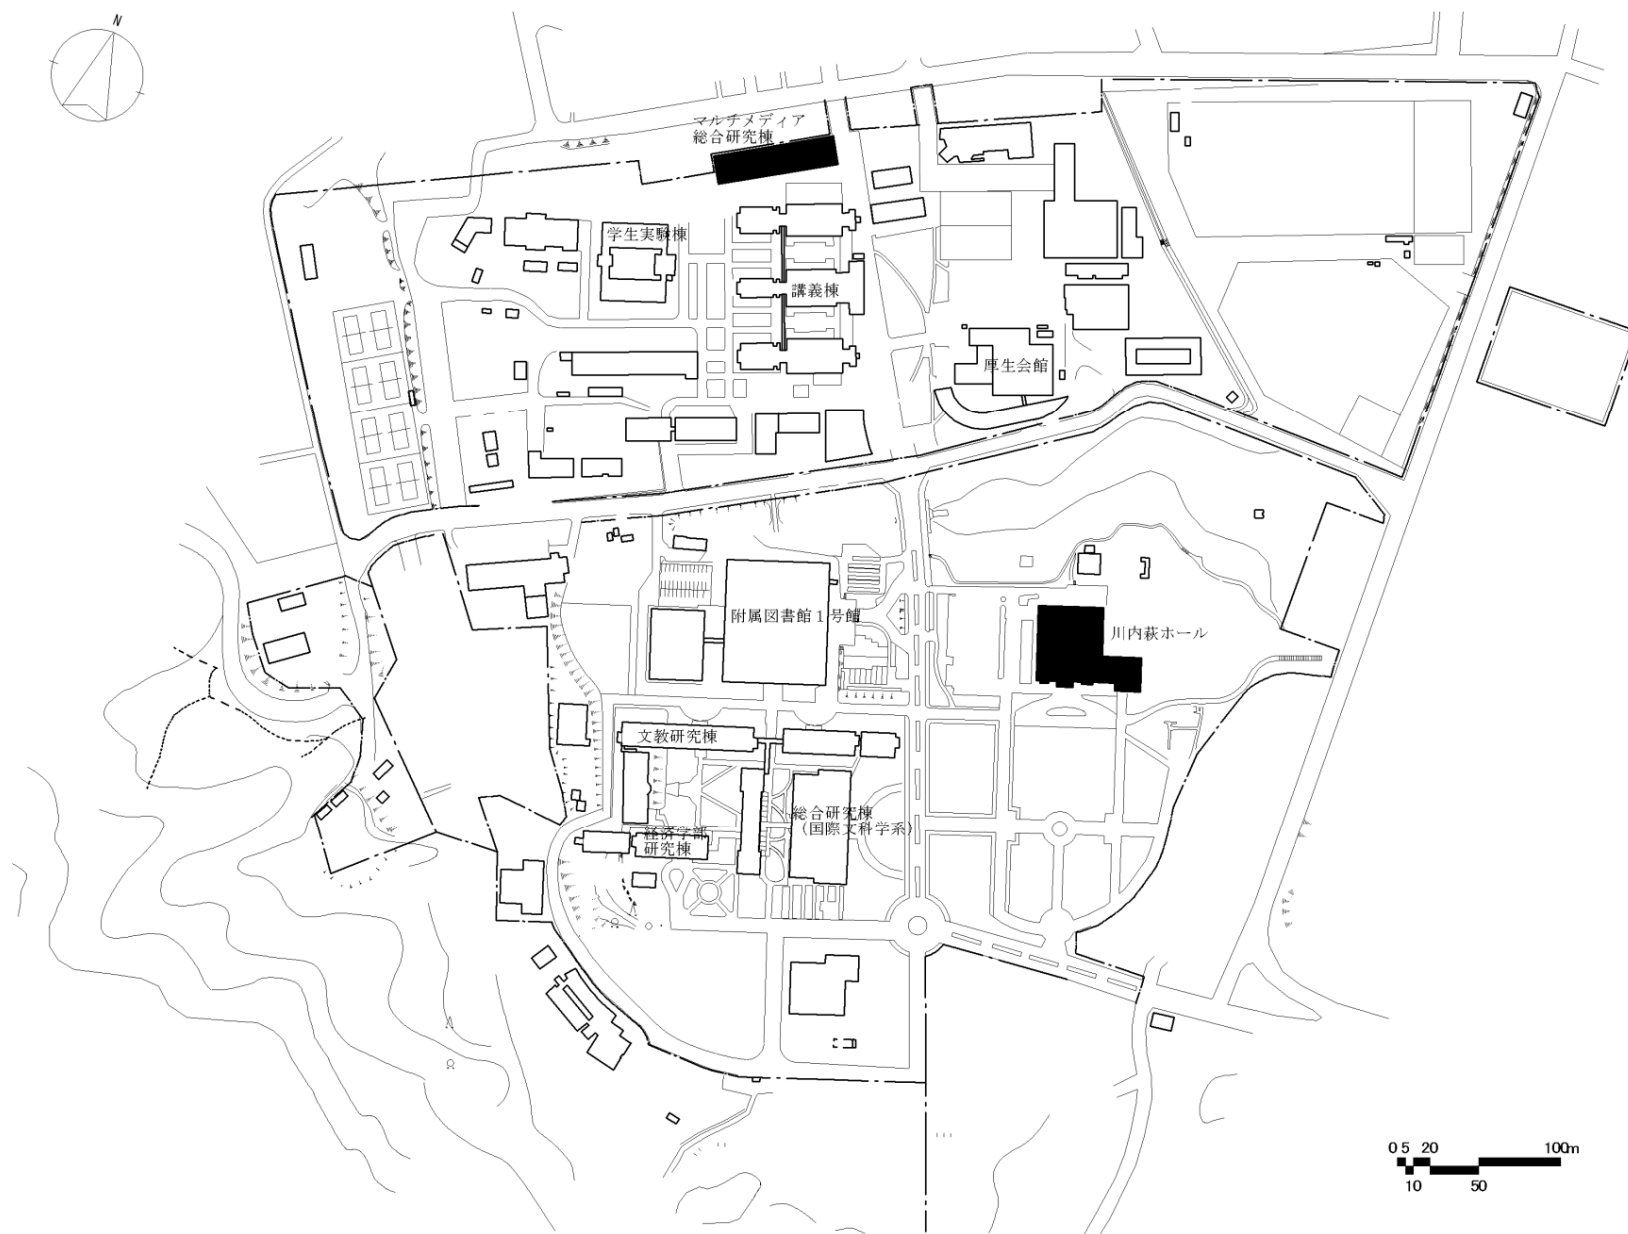 N
マルチメディア
総合研究棟
学生実験棟
講義棟
厚生会館
附属図書館１号館
川内萩ホール
文教研究棟
総合研究棟
（国際文科学系）
経済学部
研究棟
0 5 20 100m
10 50